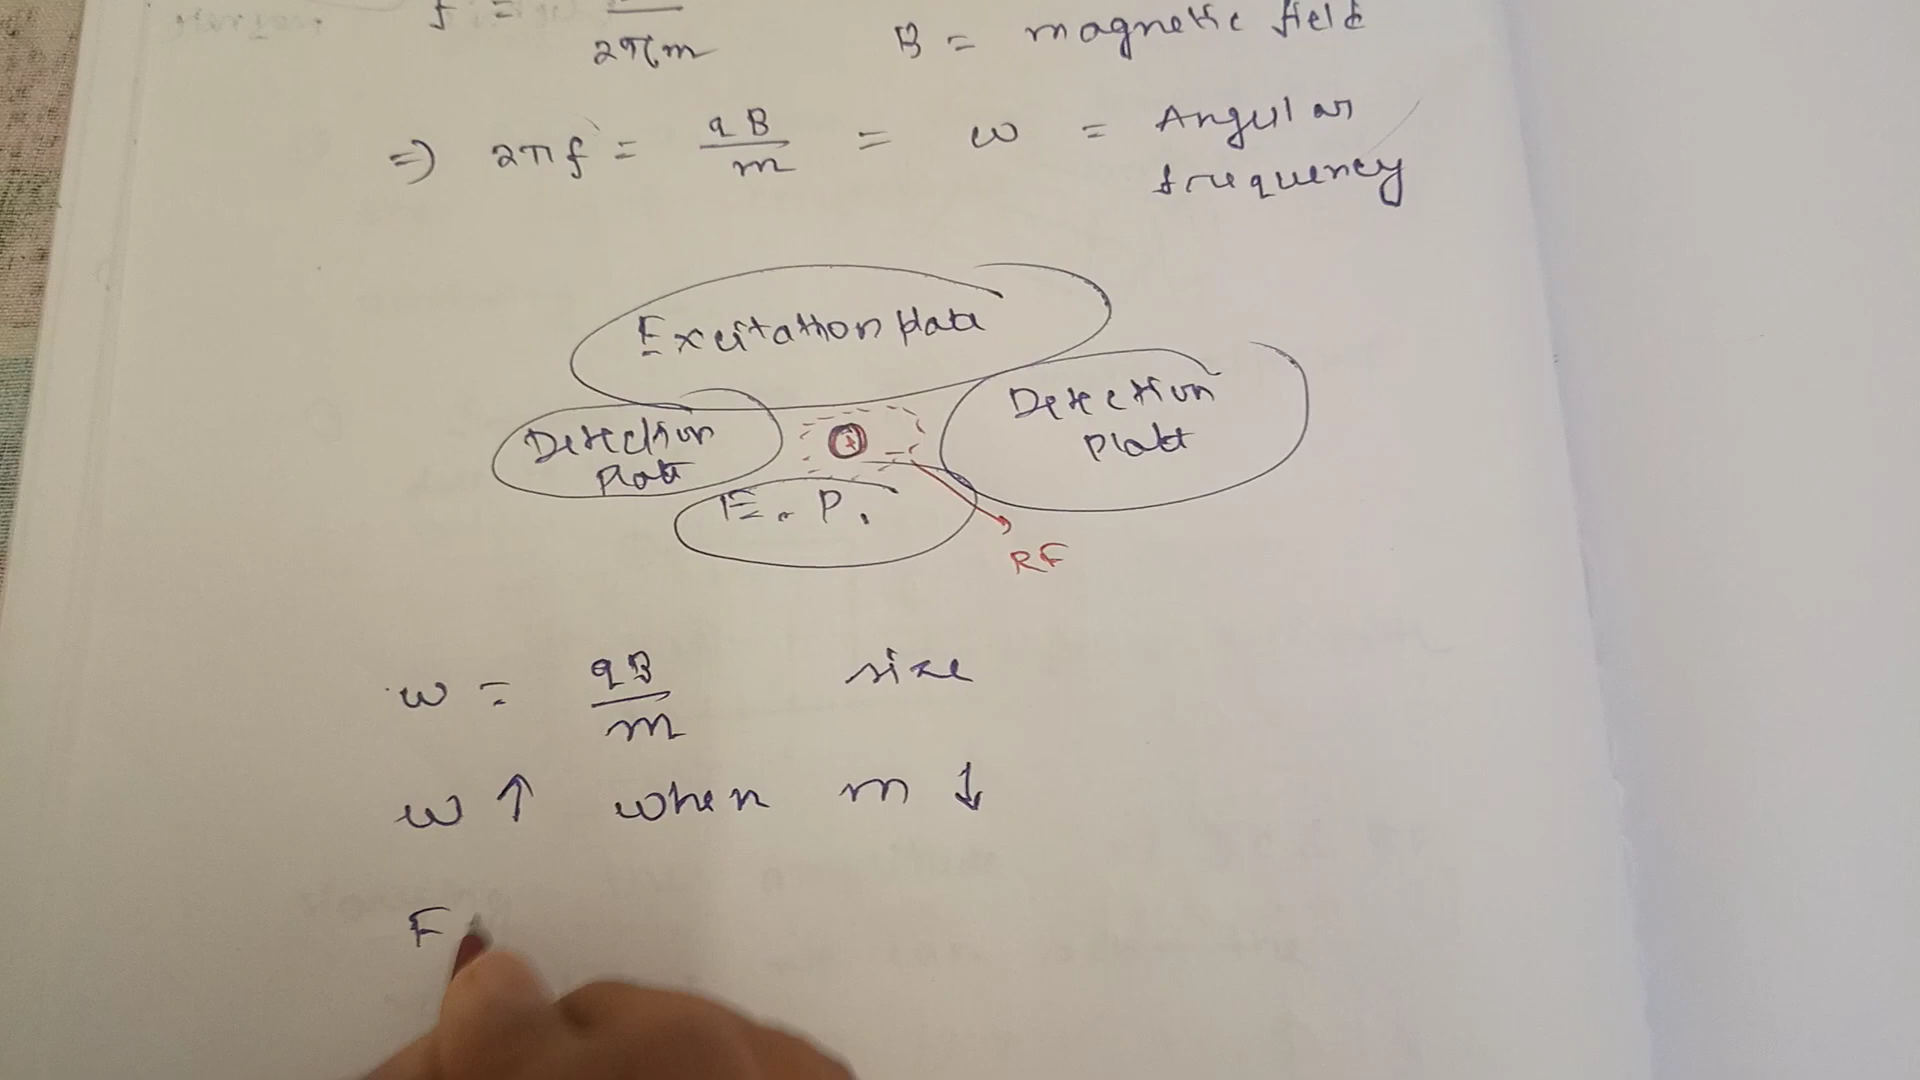 f =
2πm
B = magnetic field
=) 2πf = qB/m = w = Angular frequency
Excitation plate
Detection plate
Detection plate
E. P.
+
RF
w = qB/m size
w ↑ when m ↓
F